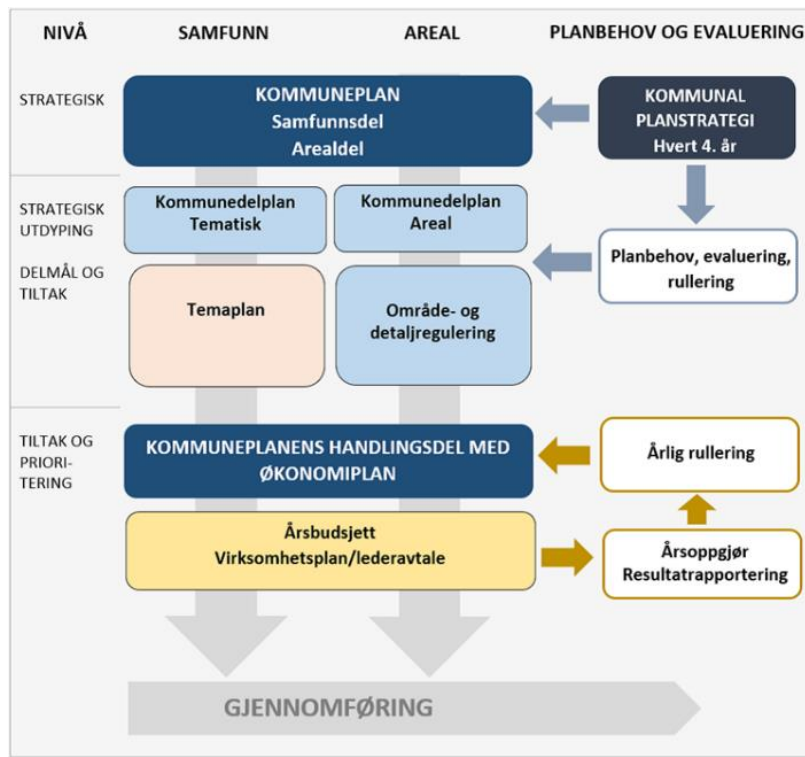 NIVÅ
SAMFUNN
AREAL
PLANBEHOV OG EVALUERING
STRATEGISK
KOMMUNEPLAN
Samfunnsdel
Arealdel
KOMMUNAL
PLANSTRATEGI
Hvert 4. år
STRATEGISK
UTDYPING
Kommunedelplan
Tematisk
Kommunedelplan
Areal
Planbehov, evaluering,
rullering
DELMÅL OG
TILTAK
Temaplan
Område- og
detaljregulering
TILTAK OG
PRIORI-
TERING
KOMMUNEPLANENS HANDLINGSDEL MED
ØKONOMIPLAN
Årlig rullering
Årsbudsjett
Virksomhetsplan/lederavtale
Årsoppgjør
Resultatrapportering
GJENNOMFØRING